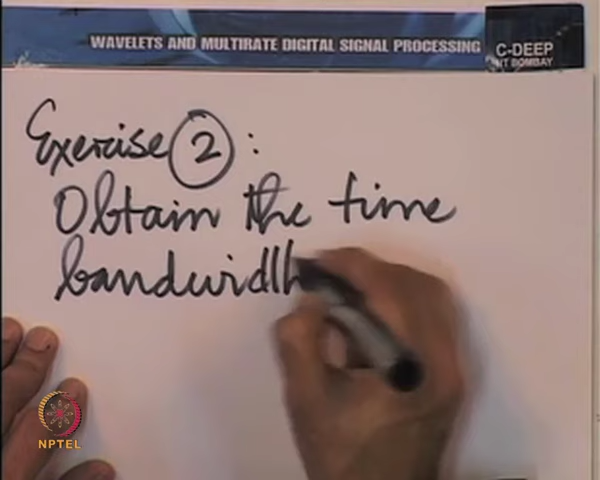 WAVELETS AND MULTIRATE DIGITAL SIGNAL PROCESSING
C-DEEP
IIT BOMBAY
Exercise 2 :
Obtain the time
bandwidth
NPTEL